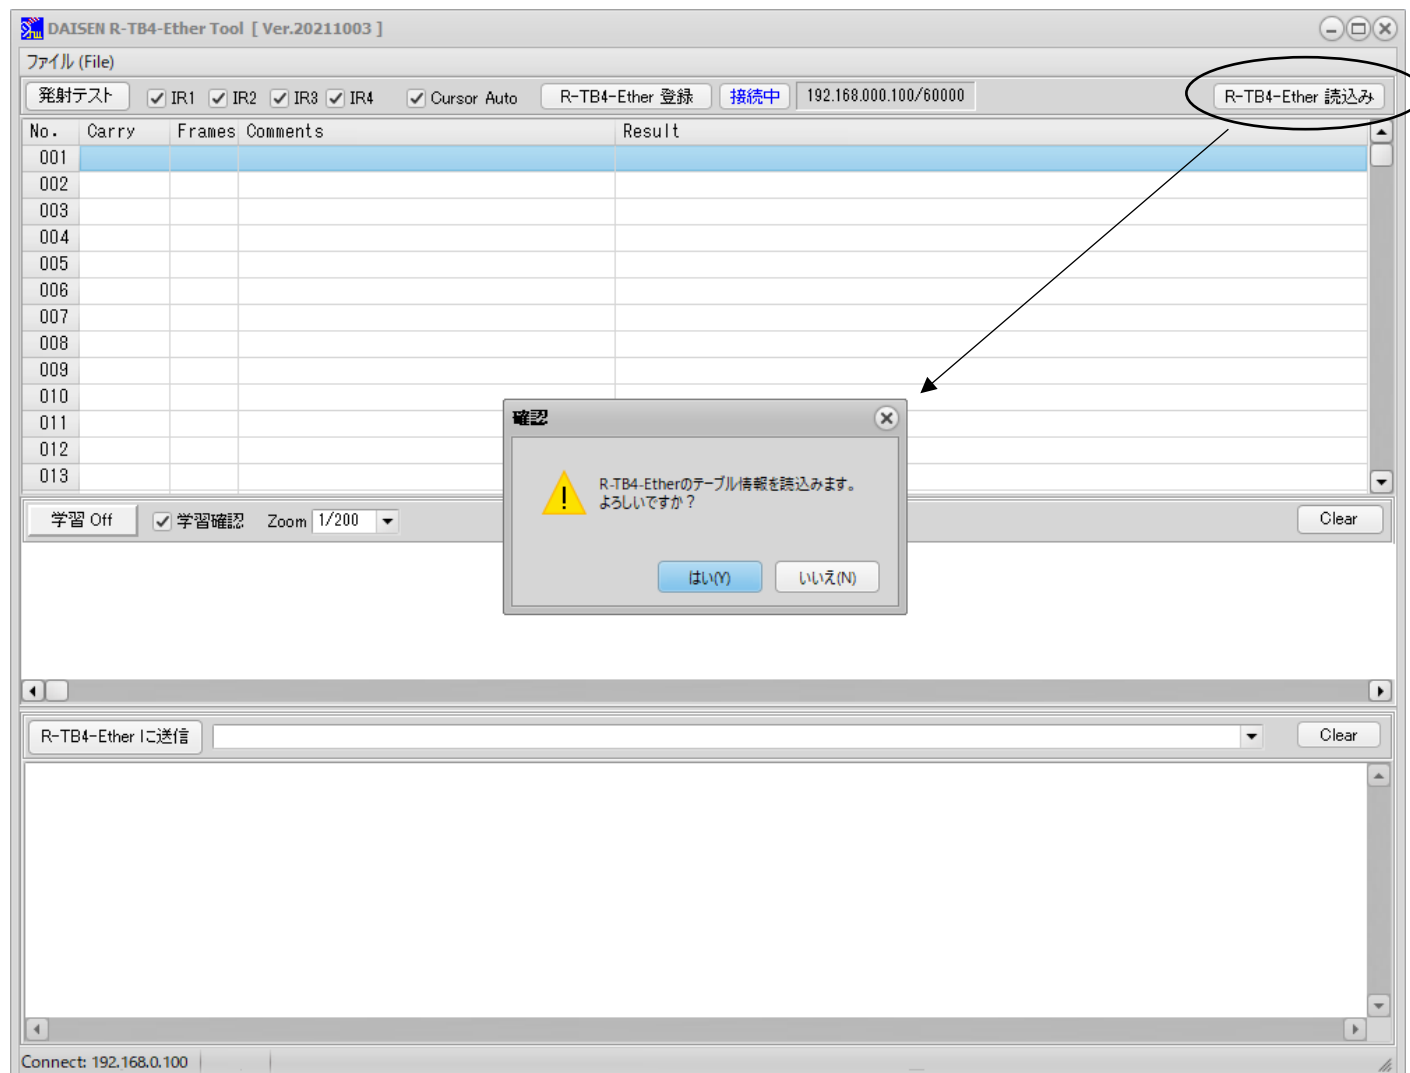 DAISEN R-TB4-Ether Tool [ Ver.20211003 ]
ファイル (File)
発射テスト IR1 IR2 IR3 IR4 Cursor Auto R-TB4-Ether 登録 接続中 192.168.000.100/60000 R-TB4-Ether 読込み
No. Carry Frames Comments Result
001
002
003
004
005
006
007
008
009
010
011
012
013
確認
R-TB4-Etherのテーブル情報を読込みます。
よろしいですか？
はい(Y) いいえ(N)
学習 Off 学習確認 Zoom 1/200 Clear
R-TB4-Ether に送信 Clear
Connect: 192.168.0.100